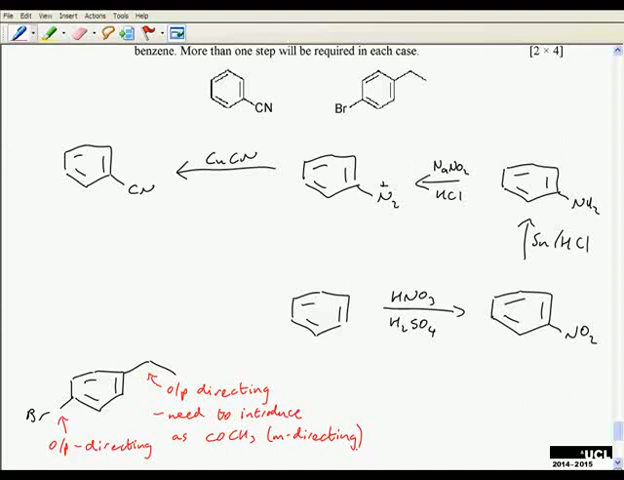 File Edit View Insert Actions Tools Help
benzene. More than one step will be required in each case. [2 × 4]
CN
Br
CuCN
NaNO2
HCl
CN
+
N2
NH2
Sn/HCl
HNO3
H2SO4
NO2
o/p directing
Br
-need to introduce
o/p-directing
as COCH3 (m-directing)
UCL
2014-2015